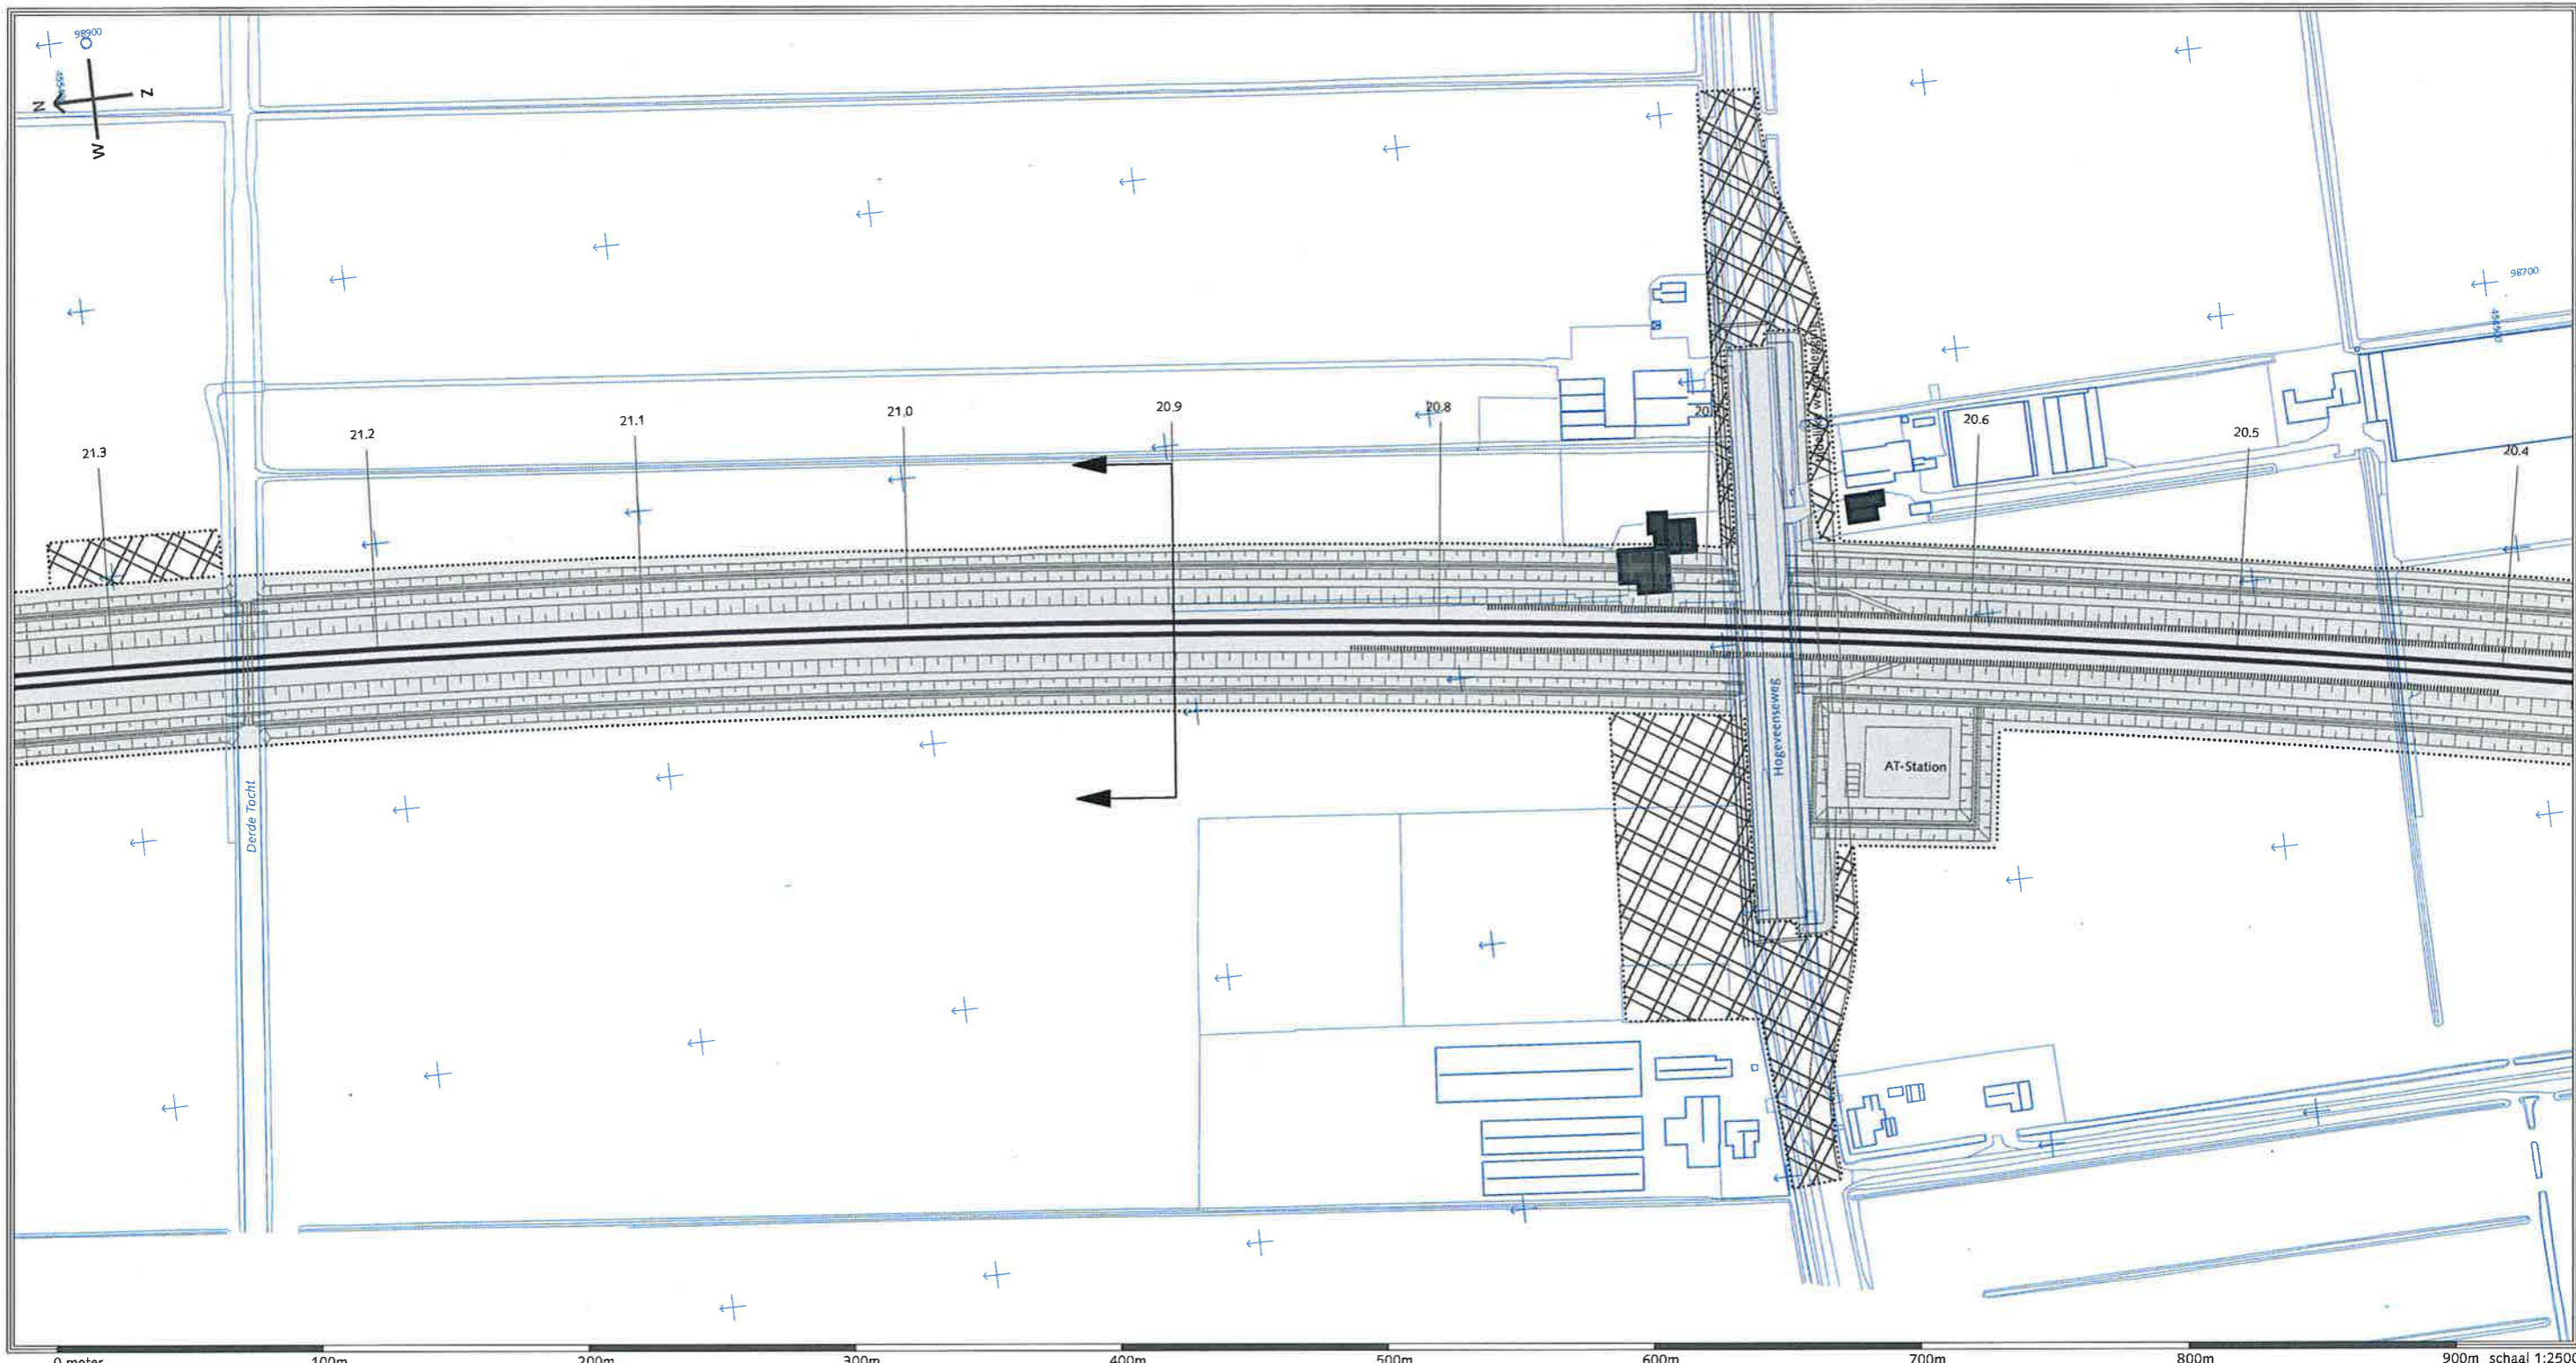 98900
O
N
Z
W
98700
21.3
21.2
21.1
21.0
20.9
20.8
20.6
20.5
20.4
Derde Tocht
Hogeveenseweg
AT-Station
0 meter
100m
200m
300m
400m
500m
600m
700m
800m
900m schaal 1:2500